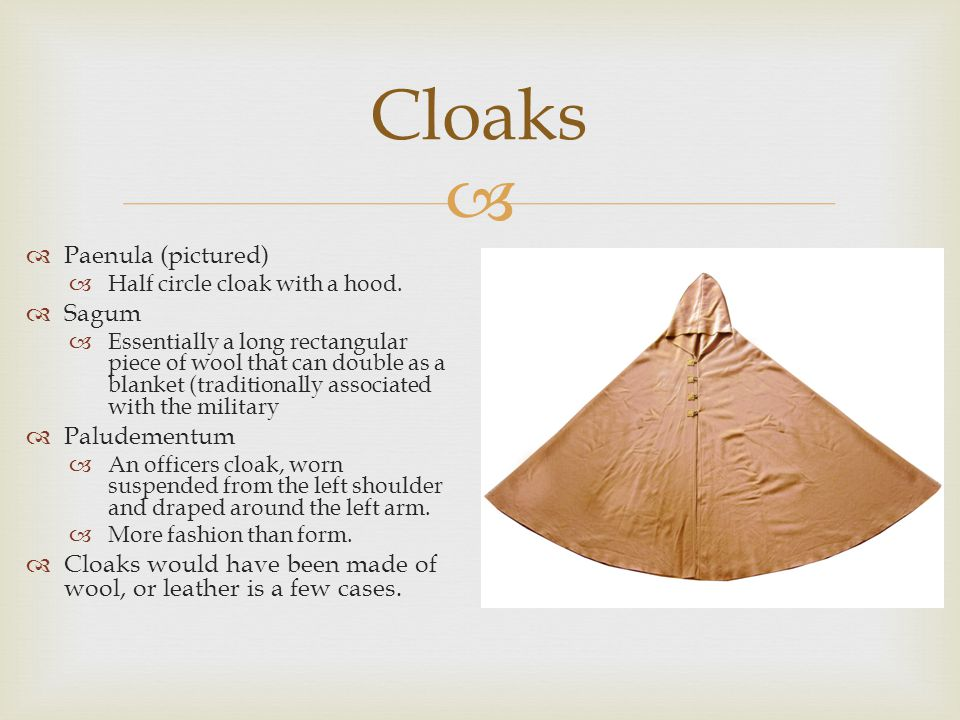 Cloaks
Paenula (pictured)
Half circle cloak with a hood.
Sagum
Essentially a long rectangular
piece of wool that can double as a
blanket (traditionally associated
with the military
Paludementum
An officers cloak, worn
suspended from the left shoulder
and draped around the left arm.
More fashion than form.
Cloaks would have been made of
wool, or leather is a few cases.